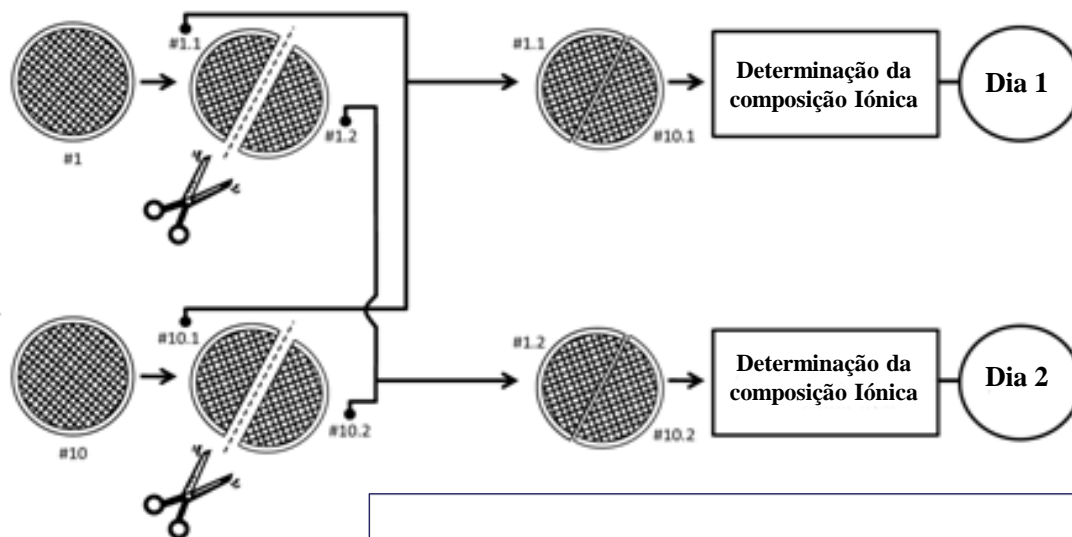 #1.1
#1
#1.2
#1.1
#10.1
Determinação da
composição Iónica
Dia 1
#10.1
#10
#10.2
#1.2
#10.2
Determinação da
composição Iónica
Dia 2